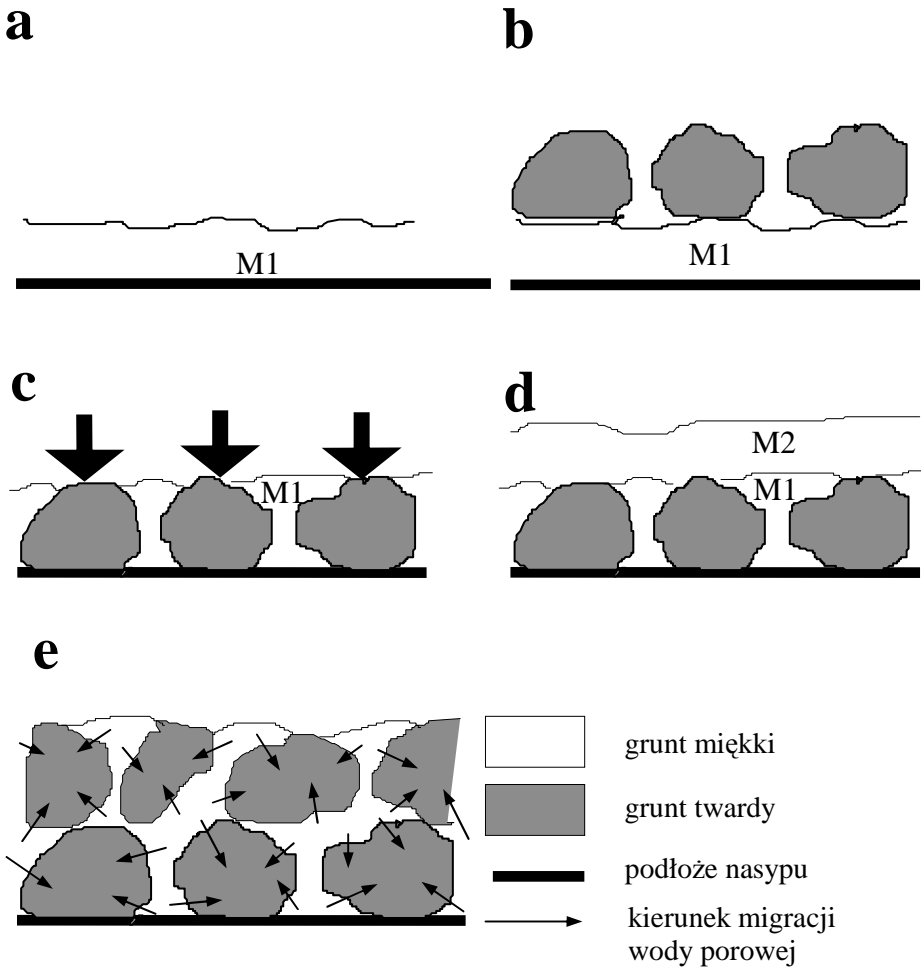 a
b
M1
M1
c
d
M1
M2
M1
e
grunt miękki
grunt twardy
podłoże nasypu
kierunek migracji
wody porowej